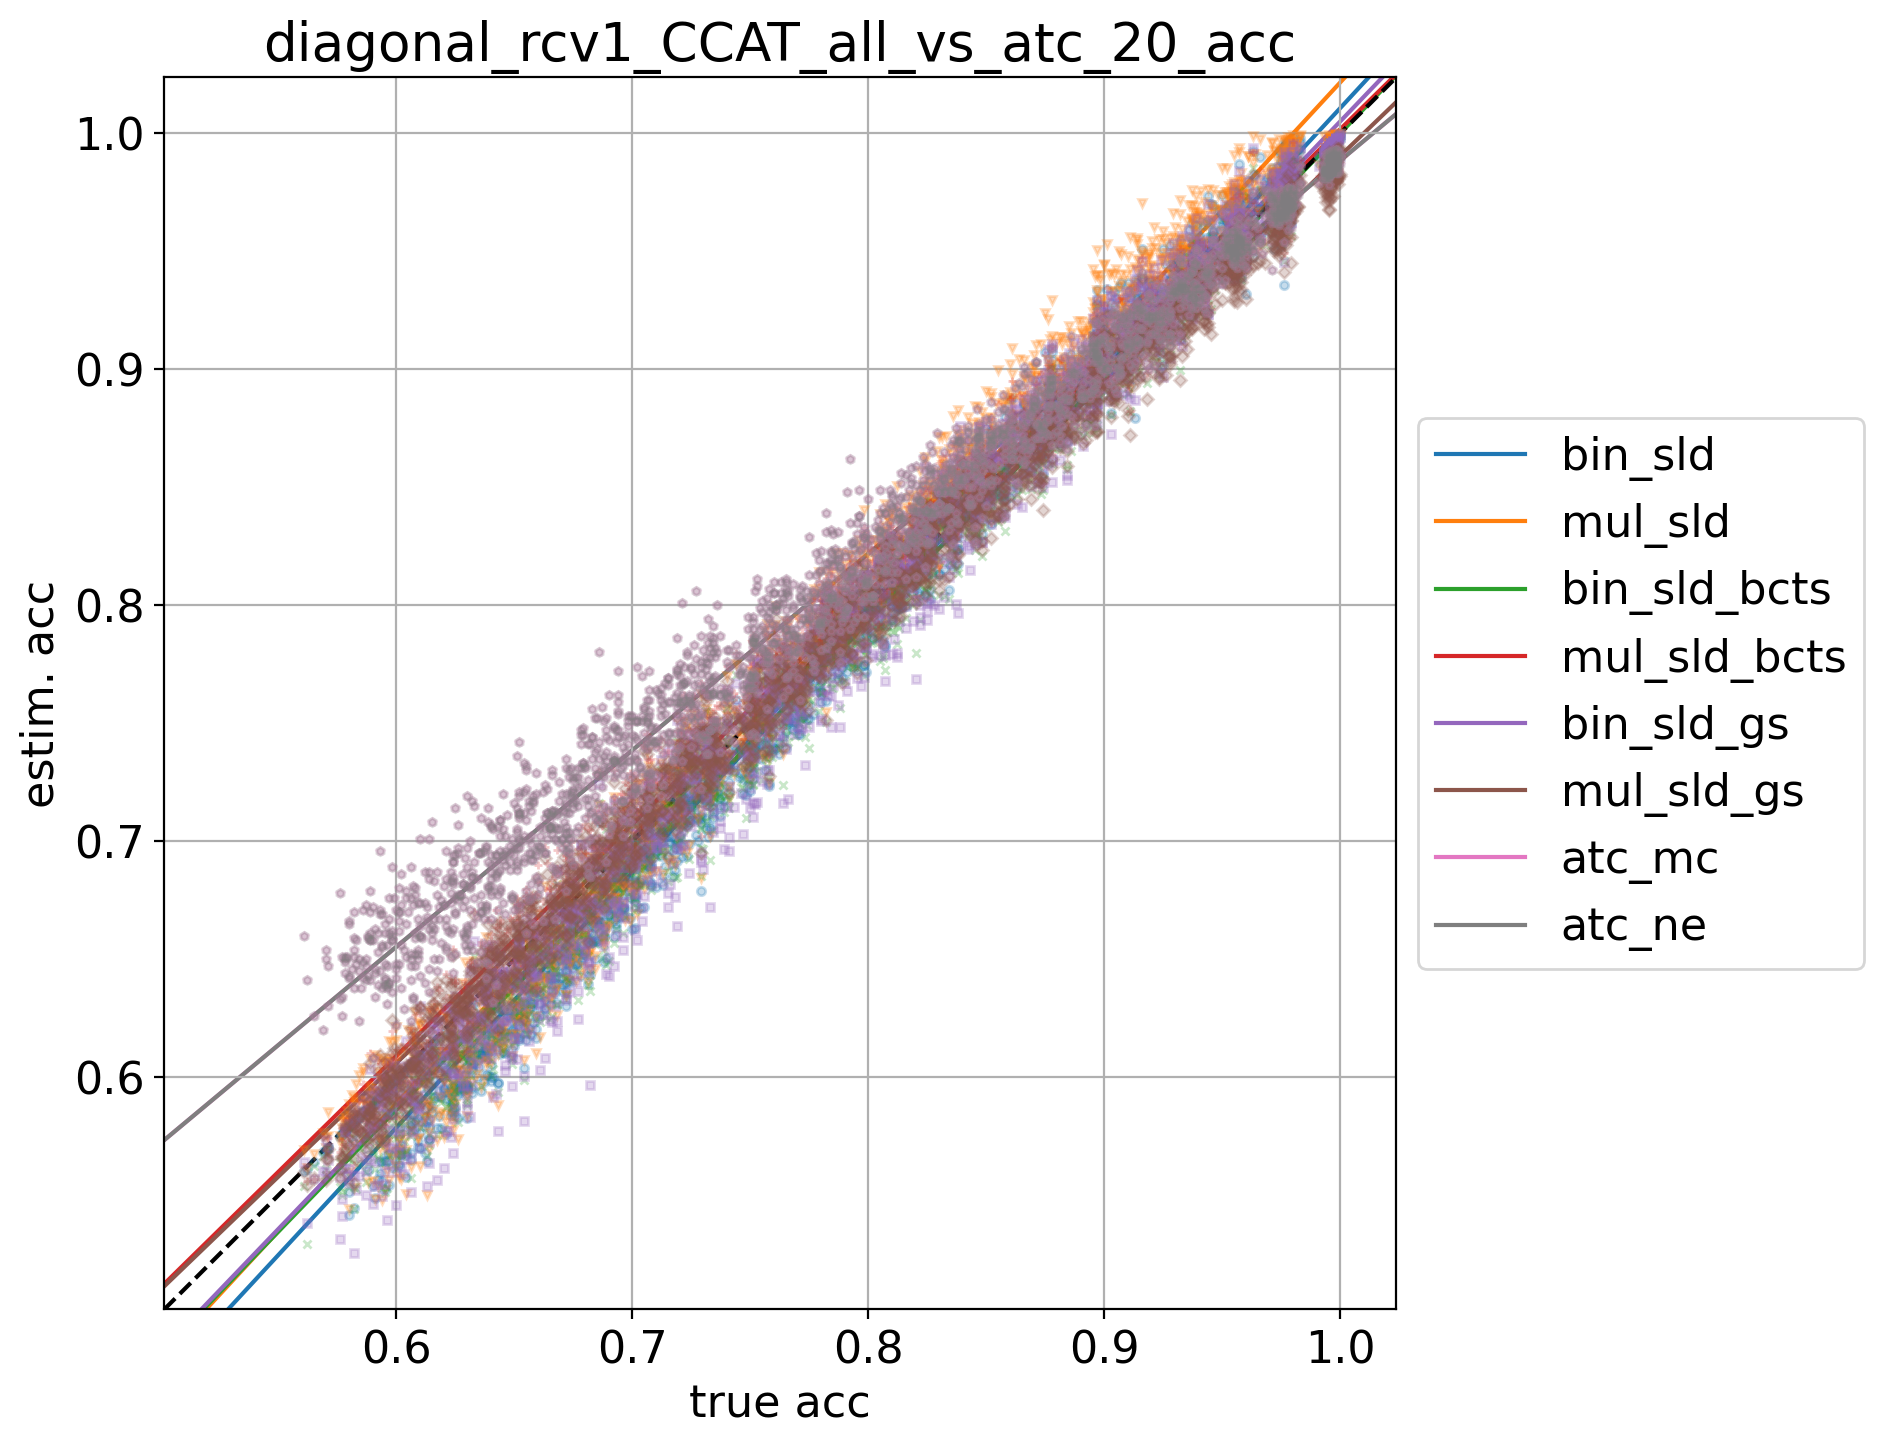 diagonal_rcv1_CCAT_all_vs_atc_20_acc
1.0
0.9
0.8
0.7
0.6
estim. acc
0.6
0.7
0.8
0.9
1.0
true acc
bin_sld
mul_sld
bin_sld_bcts
mul_sld_bcts
bin_sld_gs
mul_sld_gs
atc_mc
atc_ne